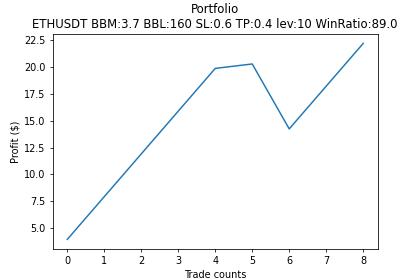 Portfolio
ETHUSDT BBM:3.7 BBL:160 SL:0.6 TP:0.4 lev:10 WinRatio:89.0
22.5
20.0
17.5
15.0
12.5
10.0
7.5
5.0
Profit ($)
0 1 2 3 4 5 6 7 8
Trade counts